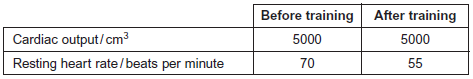 Before training After training
Cardiac output / cm³ 5000 5000
Resting heart rate / beats per minute 70 55